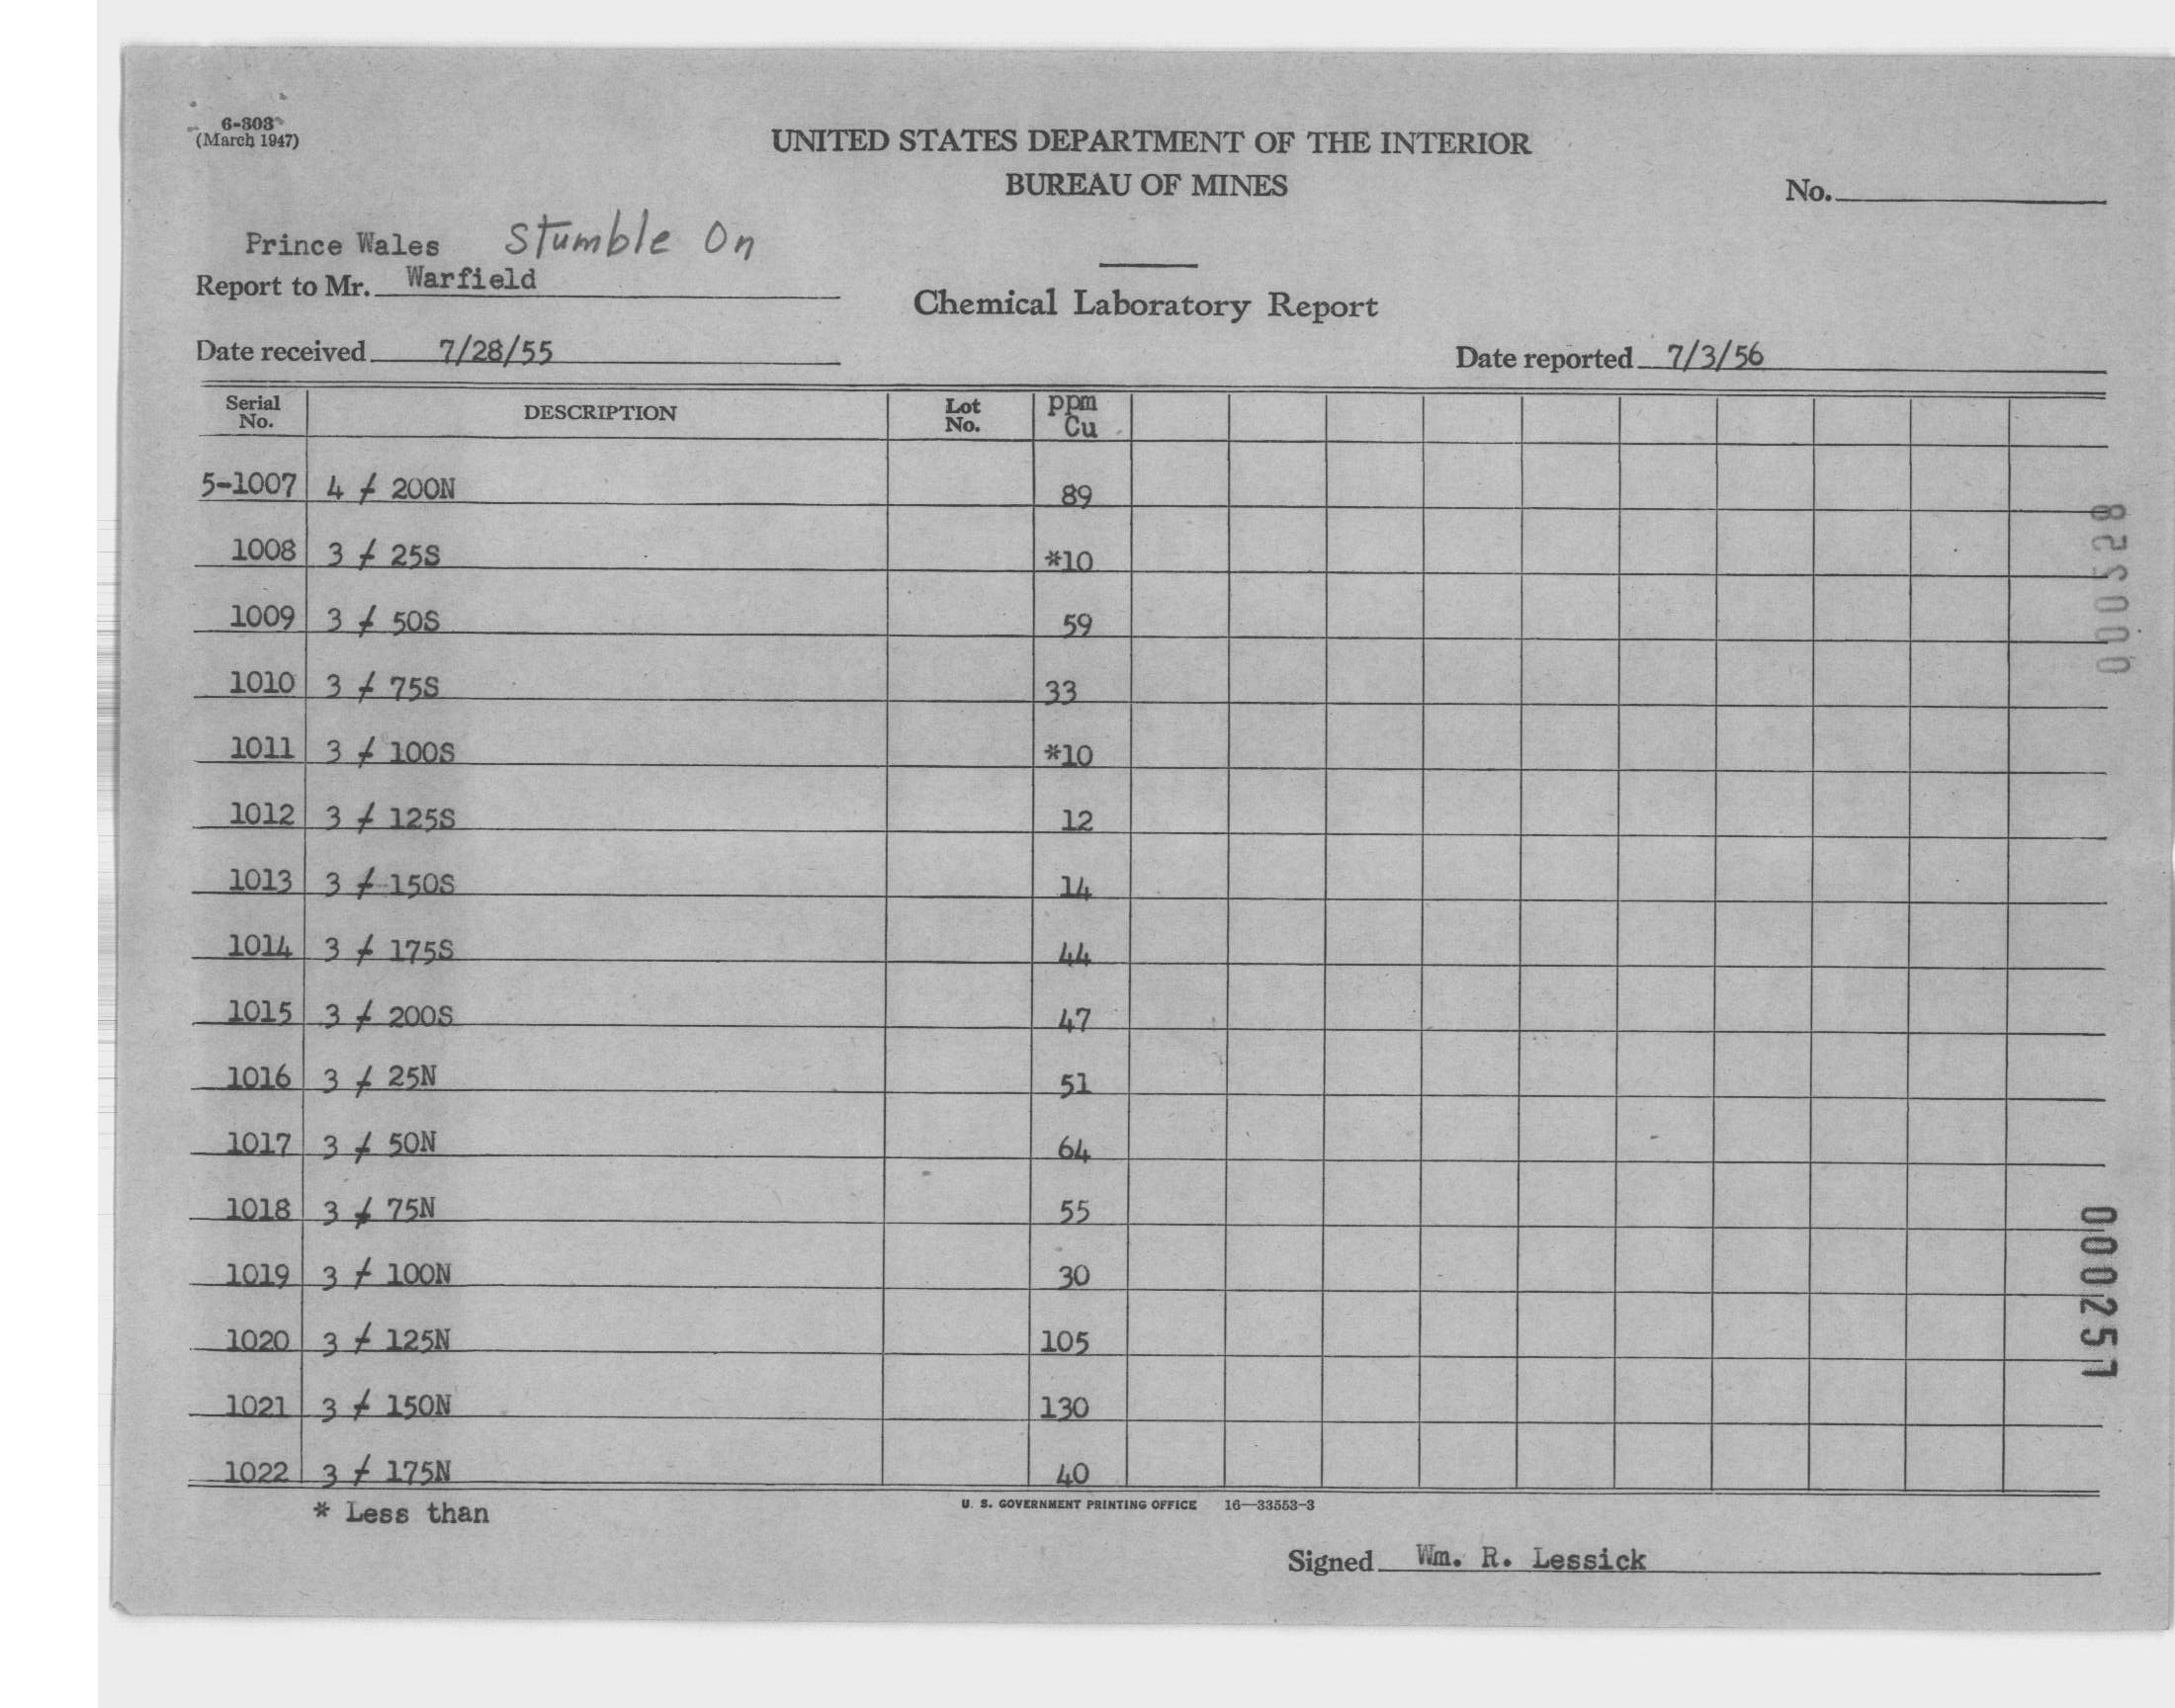 6-303
(March 1947)
UNITED STATES DEPARTMENT OF THE INTERIOR
BUREAU OF MINES
No.
Prince Wales Stumble On
Report to Mr. Warfield
Chemical Laboratory Report
Date received 7/28/55
Date reported 7/3/56
Serial No. DESCRIPTION Lot No. ppm Cu
5-1007 4 ≠ 200N 89
1008 3 ≠ 25S *10
1009 3 ≠ 50S 59
1010 3 ≠ 75S 33
1011 3 ≠ 100S *10
1012 3 ≠ 125S 12
1013 3 ≠ 150S 14
1014 3 ≠ 175S 44
1015 3 ≠ 200S 47
1016 3 ≠ 25N 51
1017 3 ≠ 50N 64
1018 3 ≠ 75N 55
1019 3 ≠ 100N 30
1020 3 ≠ 125N 105
1021 3 ≠ 150N 130
1022 3 ≠ 175N 40
* Less than
U. S. GOVERNMENT PRINTING OFFICE 16—33553-3
Signed Wm. R. Lessick
000257